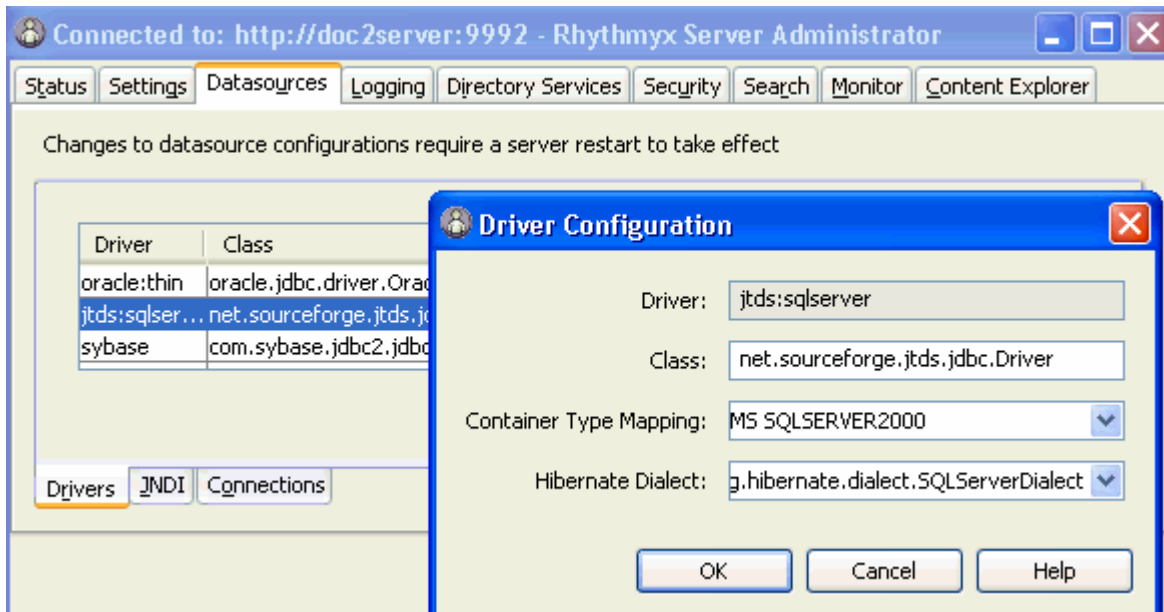 Connected to: http://doc2server:9992 - Rhythmyx Server Administrator
Status Settings Datasources Logging Directory Services Security Search Monitor Content Explorer
Changes to datasource configurations require a server restart to take effect
Driver Class
oracle:thin oracle.jdbc.driver.Orac
jtds:sqlser... net.sourceforge.jtds.jc
sybase com.sybase.jdbc2.jdbc
Drivers JNDI Connections
Driver Configuration
Driver: jtds:sqlserver
Class: net.sourceforge.jtds.jdbc.Driver
Container Type Mapping: MS SQLSERVER2000
Hibernate Dialect: g.hibernate.dialect.SQLServerDialect
OK Cancel Help